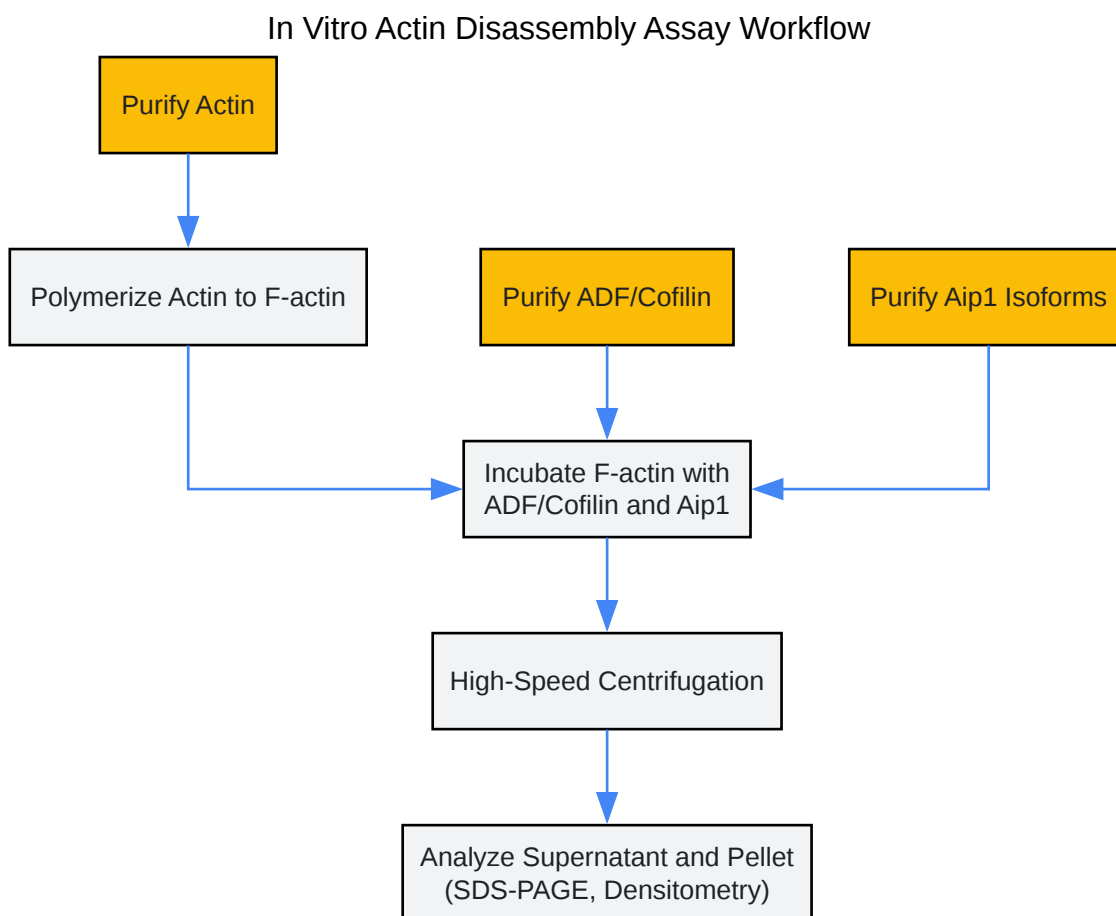 In Vitro Actin Disassembly Assay Workflow
Purify Actin
Polymerize Actin to F-actin
Purify ADF/Cofilin
Purify Aip1 Isoforms
Incubate F-actin with
ADF/Cofilin and Aip1
High-Speed Centrifugation
Analyze Supernatant and Pellet
(SDS-PAGE, Densitometry)